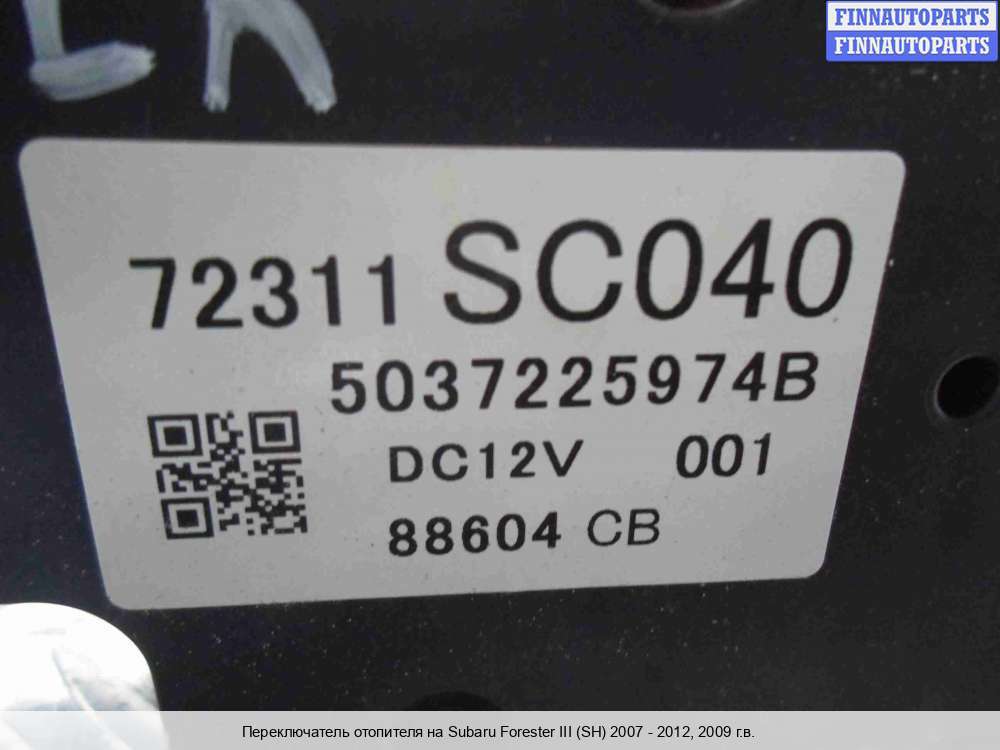 FINNAUTOPARTS
FINNAUTOPARTS
72311 SC040
5037225974B
DC12V 001
88604 CB
Переключатель отопителя на Subaru Forester III (SH) 2007 - 2012, 2009 г.в.